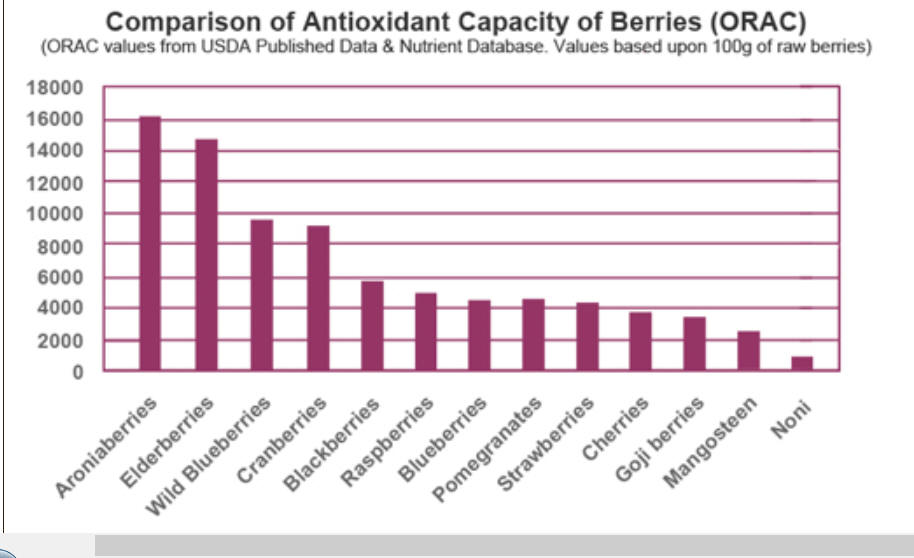 Comparison of Antioxidant Capacity of Berries (ORAC)
(ORAC values from USDA Published Data & Nutrient Database. Values based upon 100g of raw berries)
18000
16000
14000
12000
10000
8000
6000
4000
2000
0
Aroniaberries
Elderberries
Wild Blueberries
Cranberries
Blackberries
Raspberries
Blueberries
Pomegranates
Strawberries
Cherries
Goji berries
Mangosteen
Noni